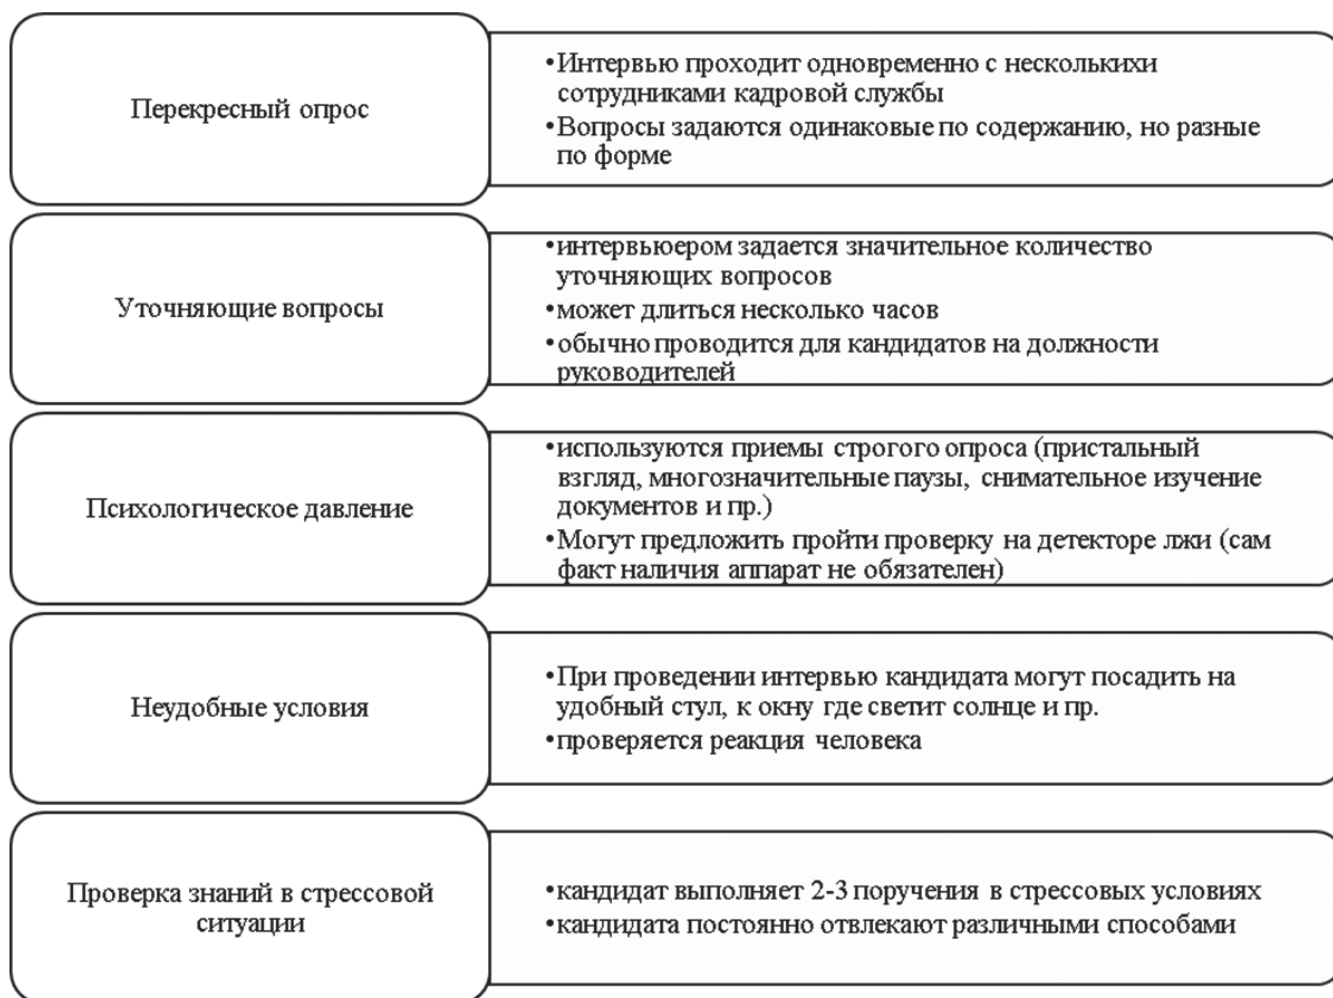 Перекресный опрос
•Интервью проходит одновременно с несколькихи
сотрудниками кадровой службы
•Вопросы задаются одинаковые по содержанию, но разные
по форме
Уточняющие вопросы
•интервьюером задается значительное количество
уточняющих вопросов
•может длиться несколько часов
•обычно проводится для кандидатов на должности
руководителей
Психологическое давление
•используются приемы строгого опроса (пристальный
взгляд, многозначительные паузы, снимательное изучение
документов и пр.)
•Могут предложить пройти проверку на детекторе лжи (сам
факт наличия аппарат не обязателен)
Неудобные условия
•При проведении интервью кандидата могут посадить на
удобный стул, к окну где светит солнце и пр.
•проверяется реакция человека
Проверка знаний в стрессовой
ситуации
•кандидат выполняет 2-3 поручения в стрессовых условиях
•кандидата постоянно отвлекают различными способами